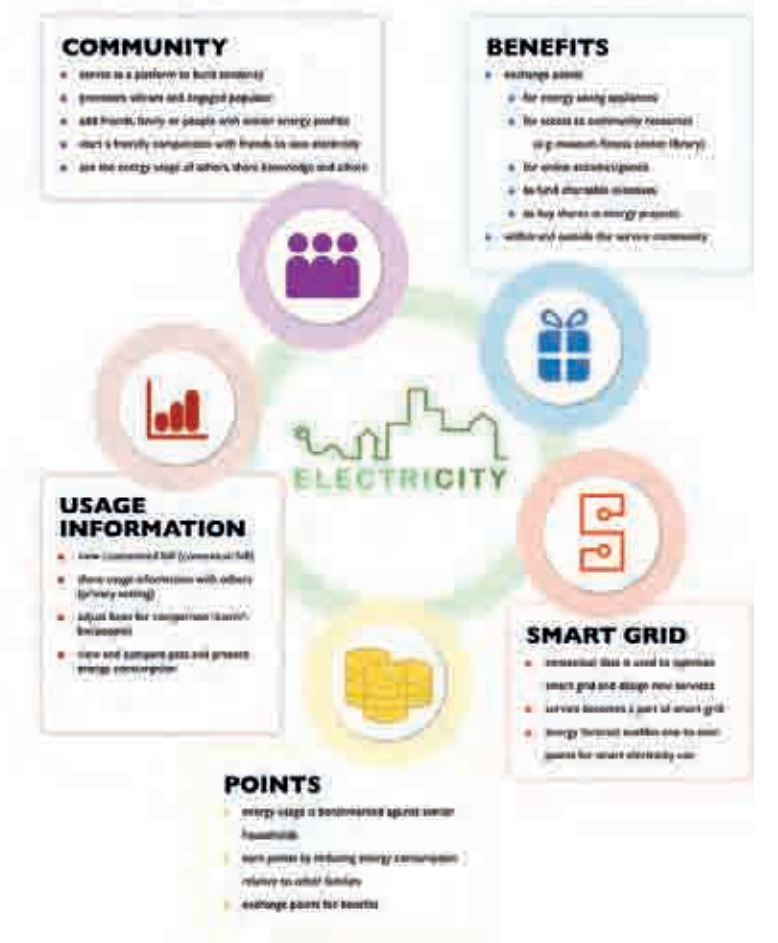 COMMUNITY
serves as a platform to build tendency
promotes vibrant and engaged populace
add friends, family or people with similar energy profiles
start a friendly competition with friends to save electricity
see the energy usage of others, share knowledge and advice
BENEFITS
exchange points
for energy saving appliances
for access to community resources
(e.g. museum, fitness center, library)
for online activities/goods
to fund charitable initiatives
to buy shares in energy projects
within and outside the service community
ELECTRICITY
USAGE
INFORMATION
view customized bill (contextual bill)
share usage information with others
(privacy setting)
adjust basis for comparison
view and compare past and present
energy consumption
SMART GRID
contextual data is used to optimize
smart grid and design new services
service becomes a part of smart grid
energy forecast enables one to earn
points for smart electricity use
POINTS
energy usage is benchmarked against similar
households
earn points by reducing energy consumption
relative to other families
exchange points for benefits